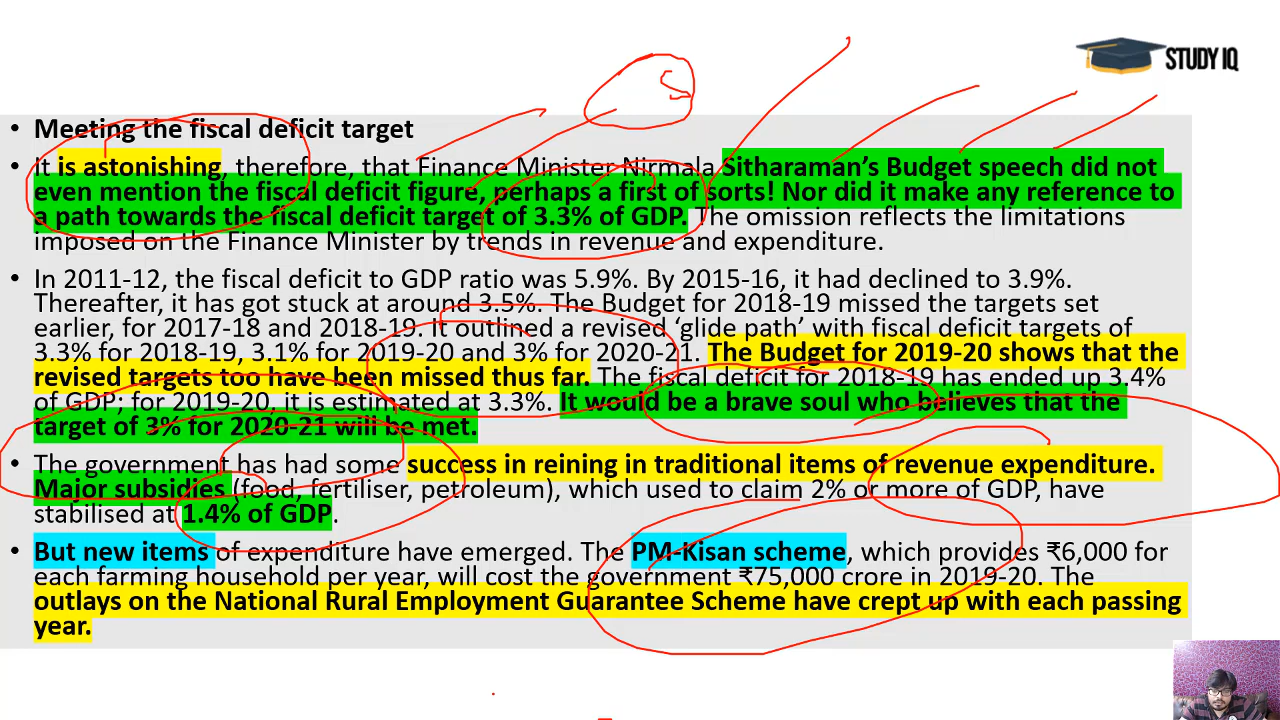 STUDY IQ
• Meeting the fiscal deficit target
• It is astonishing, therefore, that Finance Minister Nirmala Sitharaman's Budget speech did not
even mention the fiscal deficit figure, perhaps a first of sorts! Nor did it make any reference to
a path towards the fiscal deficit target of 3.3% of GDP. The omission reflects the limitations
imposed on the Finance Minister by trends in revenue and expenditure.
• In 2011-12, the fiscal deficit to GDP ratio was 5.9%. By 2015-16, it had declined to 3.9%.
Thereafter, it has got stuck at around 3.5%. The Budget for 2018-19 missed the targets set
earlier, for 2017-18 and 2018-19. It outlined a revised ‘glide path’ with fiscal deficit targets of
3.3% for 2018-19, 3.1% for 2019-20 and 3% for 2020-21. The Budget for 2019-20 shows that the
revised targets too have been missed thus far. The fiscal deficit for 2018-19 has ended up 3.4%
of GDP; for 2019-20, it is estimated at 3.3%. It would be a brave soul who believes that the
target of 3% for 2020-21 will be met.
• The government has had some success in reining in traditional items of revenue expenditure.
Major subsidies (food, fertiliser, petroleum), which used to claim 2% or more of GDP, have
stabilised at 1.4% of GDP.
• But new items of expenditure have emerged. The PM-Kisan scheme, which provides ₹6,000 for
each farming household per year, will cost the government ₹75,000 crore in 2019-20. The
outlays on the National Rural Employment Guarantee Scheme have crept up with each passing
year.